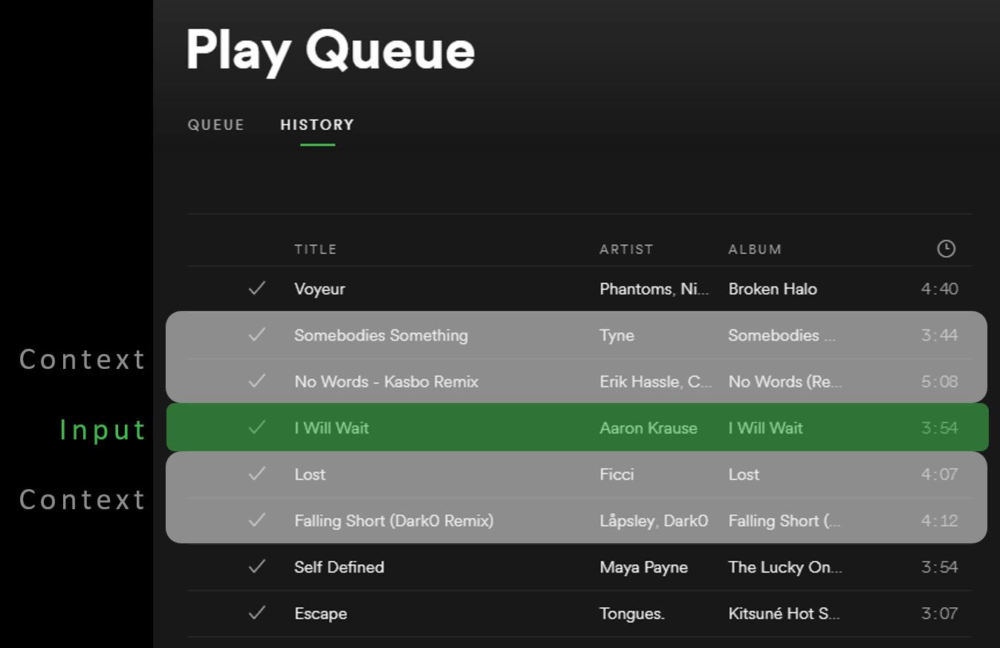 Play Queue
QUEUE HISTORY
TITLE ARTIST ALBUM
Voyeur Phantoms, Ni... Broken Halo 4:40
Somebodies Something Tyne Somebodies ... 3:44
Context
No Words - Kasbo Remix Erik Hassle, C... No Words (Re... 5:08
Input I Will Wait Aaron Krause I Will Wait 3:54
Lost Ficci Lost 4:07
Context
Falling Short (Dark0 Remix) Låpsley, Dark0 Falling Short (... 4:12
Self Defined Maya Payne The Lucky On... 3:54
Escape Tongues. Kitsuné Hot S... 3:07